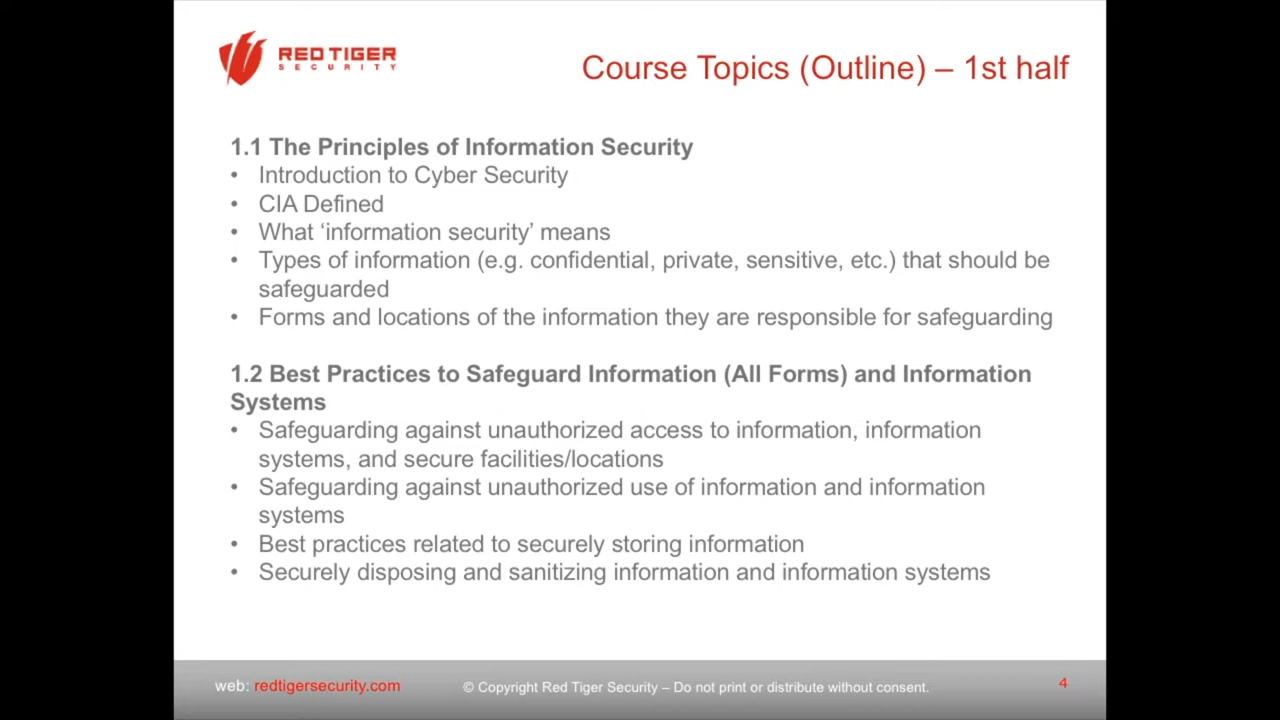 RED TIGER
SECURITY
Course Topics (Outline) – 1st half
1.1 The Principles of Information Security
• Introduction to Cyber Security
• CIA Defined
• What ‘information security’ means
• Types of information (e.g. confidential, private, sensitive, etc.) that should be
safeguarded
• Forms and locations of the information they are responsible for safeguarding
1.2 Best Practices to Safeguard Information (All Forms) and Information
Systems
• Safeguarding against unauthorized access to information, information
systems, and secure facilities/locations
• Safeguarding against unauthorized use of information and information
systems
• Best practices related to securely storing information
• Securely disposing and sanitizing information and information systems
web: redtigersecurity.com
© Copyright Red Tiger Security – Do not print or distribute without consent.
4